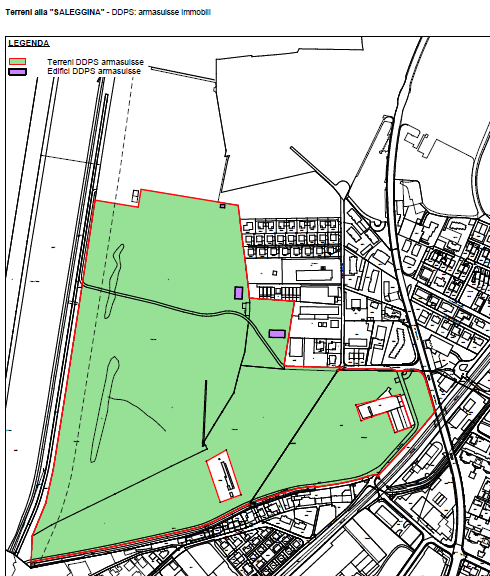 Terreni alla "SALEGGINA" - DDPS: armasuisse immobili
LEGENDA
Terreni DDPS armasuisse
Edifici DDPS armasuisse